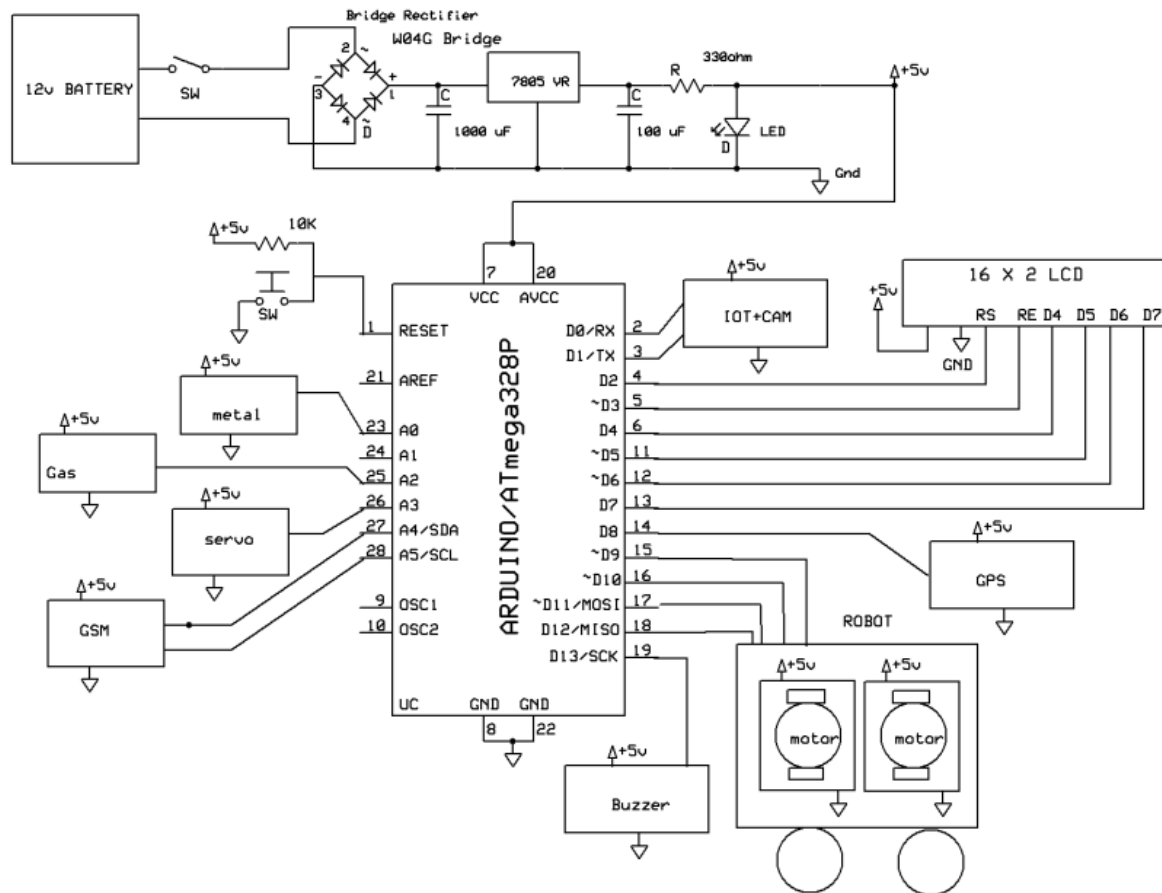 Bridge Rectifier
W04G Bridge
12v BATTERY
SW
2
~
-
+
3
1
4
~
D
C
1000 uF
7805 VR
C
100 uF
R
330ohm
LED
D
+5v
Gnd
+5v
10K
SW
7
20
VCC
AVCC
1
RESET
21
AREF
23
A0
24
A1
25
A2
26
A3
27
A4/SDA
28
A5/SCL
9
OSC1
10
OSC2
UC
GND
GND
8
22
ARDUINO/ATmega328P
D0/RX
2
D1/TX
3
D2
4
~D3
5
D4
6
~D5
11
~D6
12
D7
13
D8
14
~D9
15
~D10
16
~D11/MOSI
17
D12/MISO
18
D13/SCK
19
+5v
metal
+5v
Gas
+5v
servo
+5v
GSM
+5v
IOT+CAM
16 X 2 LCD
+5v
GND
RS
RE
D4
D5
D6
D7
+5v
GPS
ROBOT
+5v
motor
+5v
motor
+5v
Buzzer